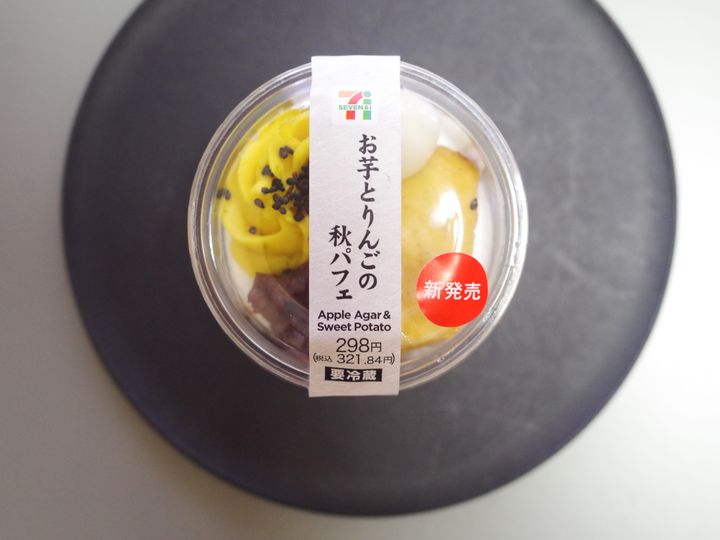 SEVEN&i
お芋とりんごの
秋パフェ
Apple Agar &
Sweet Potato
298円
(税込 321.84円)
要冷蔵
新発売